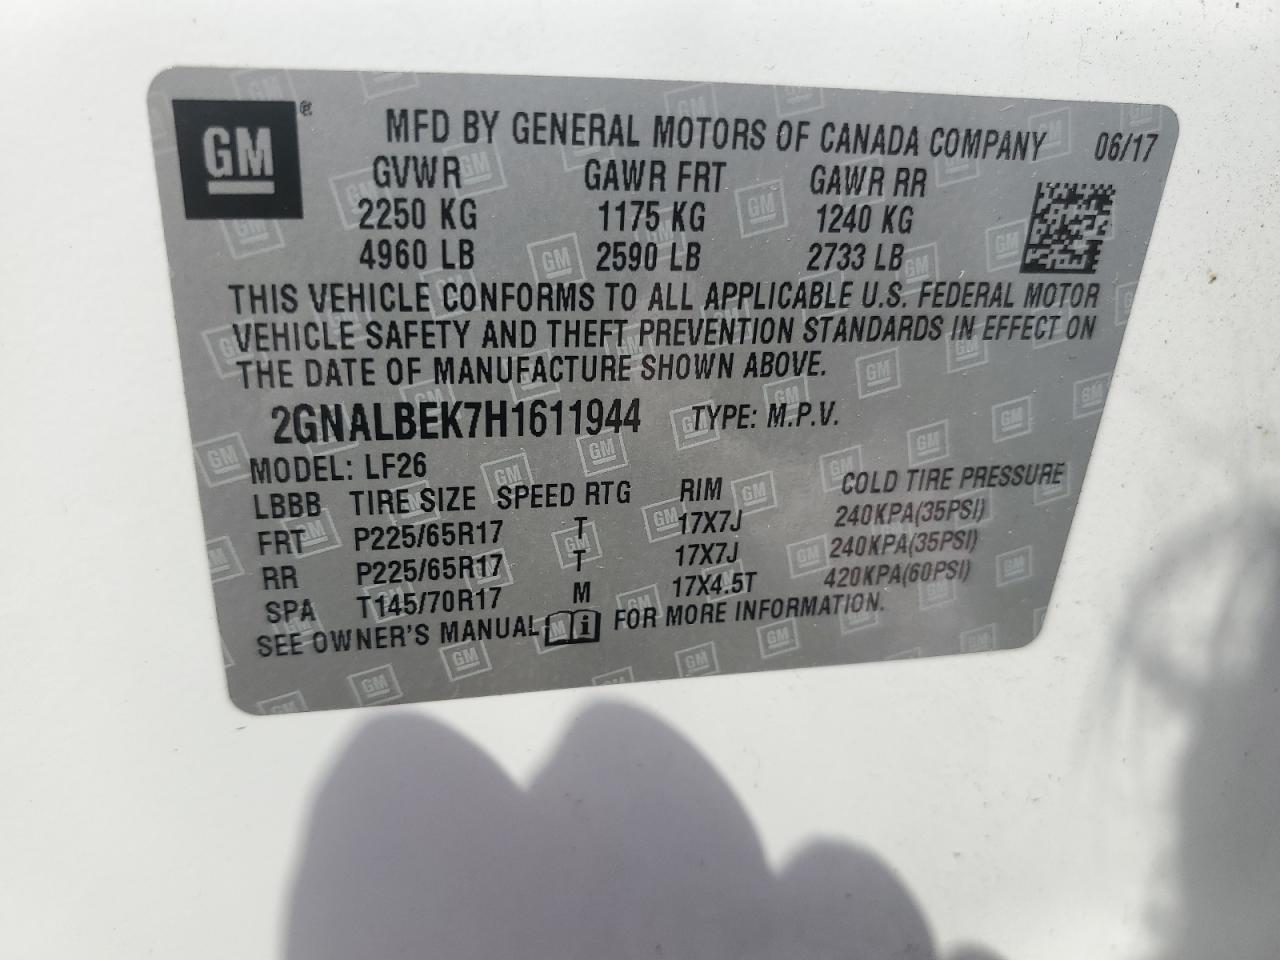 GM ® MFD BY GENERAL MOTORS OF CANADA COMPANY 06/17
GVWR GAWR FRT GAWR RR
2250 KG 1175 KG 1240 KG
4960 LB 2590 LB 2733 LB
THIS VEHICLE CONFORMS TO ALL APPLICABLE U.S. FEDERAL MOTOR
VEHICLE SAFETY AND THEFT PREVENTION STANDARDS IN EFFECT ON
THE DATE OF MANUFACTURE SHOWN ABOVE.
2GNALBEK7H1611944 TYPE: M.P.V.
MODEL: LF26
LBBB TIRE SIZE SPEED RTG RIM COLD TIRE PRESSURE
FRT P225/65R17 T 17X7J 240KPA(35PSI)
RR P225/65R17 T 17X7J 240KPA(35PSI)
SPA T145/70R17 M 17X4.5T 420KPA(60PSI)
SEE OWNER'S MANUAL i FOR MORE INFORMATION.